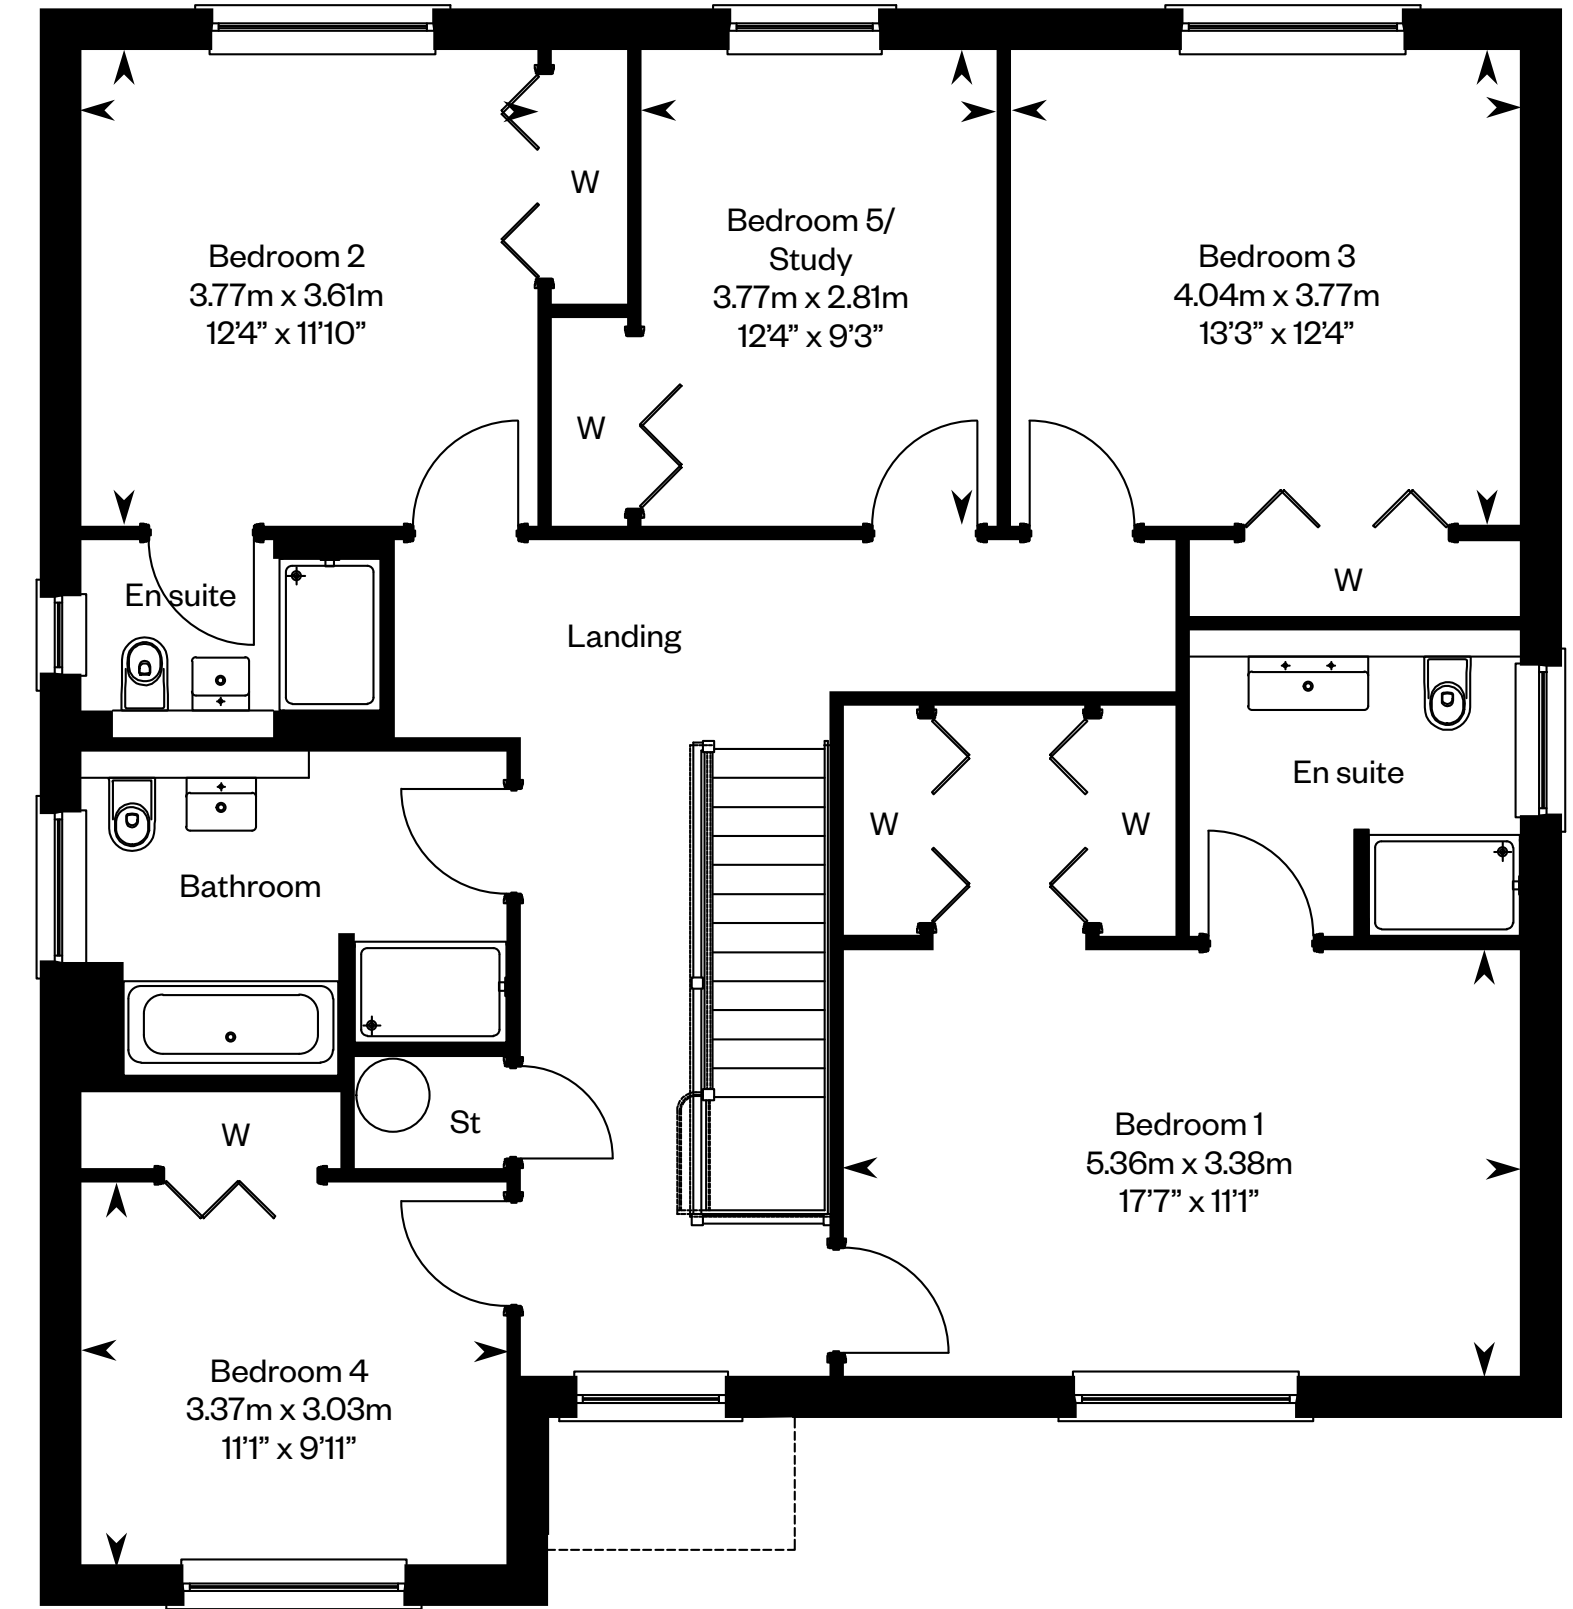 W
Bedroom 5/
Study
3.77m x 2.81m
12'4” x 9'3”
Bedroom 2
3.77m x 3.61m
12'4” x 11'10”
Bedroom 3
4.04m x 3.77m
13'3” x 12'4”
W
W
En suite
Landing
En suite
W
W
Bathroom
St
W
Bedroom 1
5.36m x 3.38m
17'7” x 11'1”
Bedroom 4
3.37m x 3.03m
11'1” x 9'11”